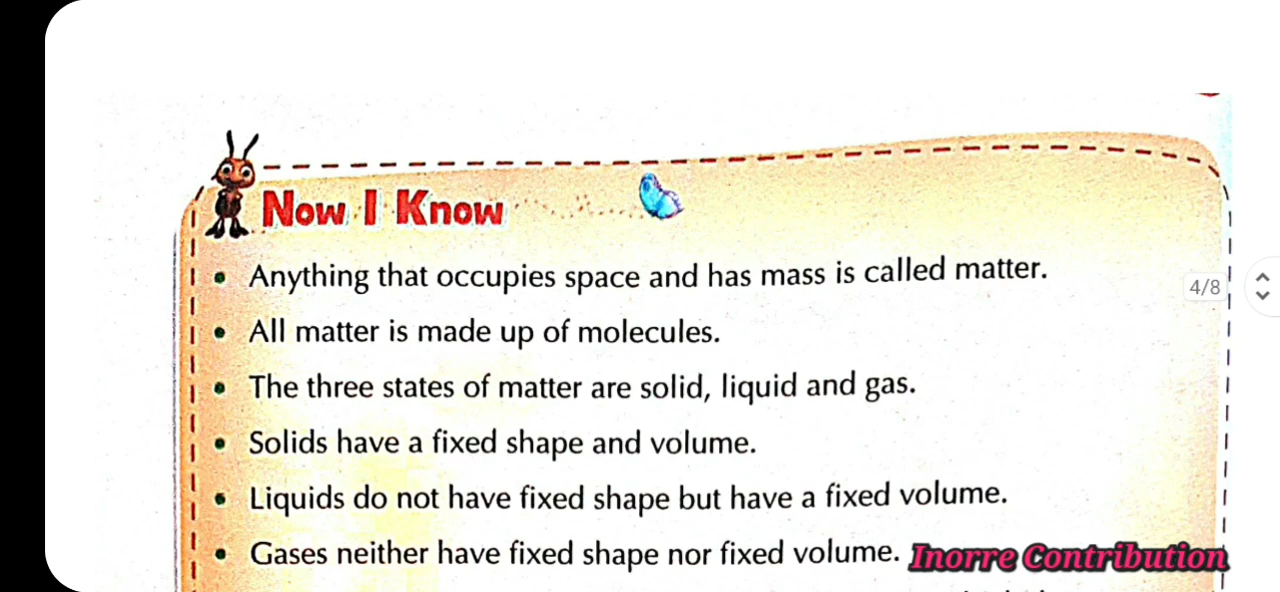 Now I Know
• Anything that occupies space and has mass is called matter.
4/8
• All matter is made up of molecules.
• The three states of matter are solid, liquid and gas.
• Solids have a fixed shape and volume.
• Liquids do not have fixed shape but have a fixed volume.
• Gases neither have fixed shape nor fixed volume. Inorre Contribution